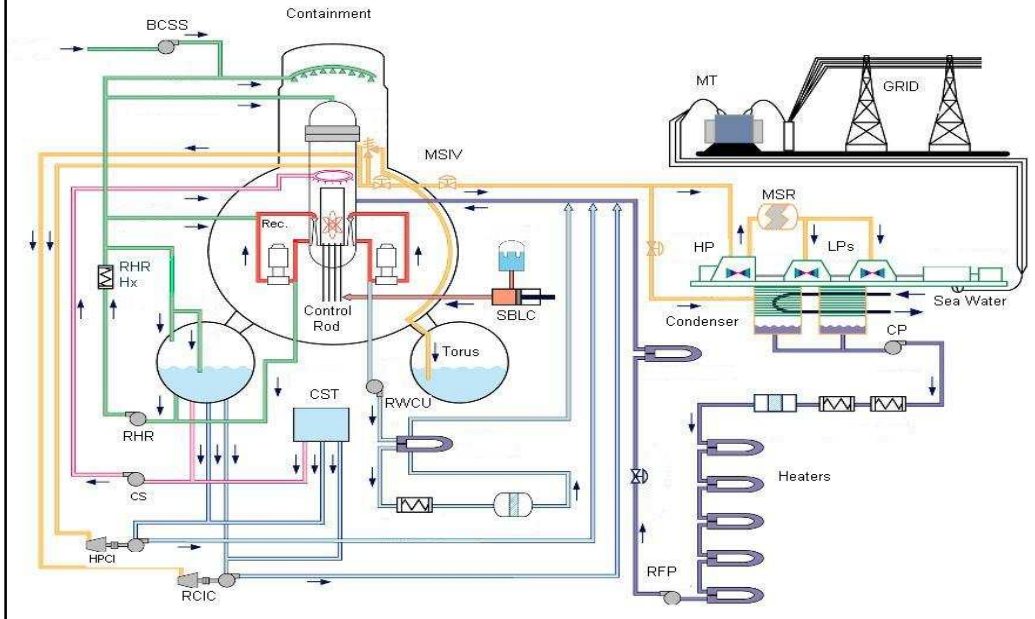 Containment
BCSS
MT
GRID
MSIV
MSR
HP
LPs
Rec.
RHR
Hx
Control
Rod
SBLC
Sea Water
Condenser
CP
Torus
CST
RWCU
RHR
CS
Heaters
HPCI
RCIC
RFP